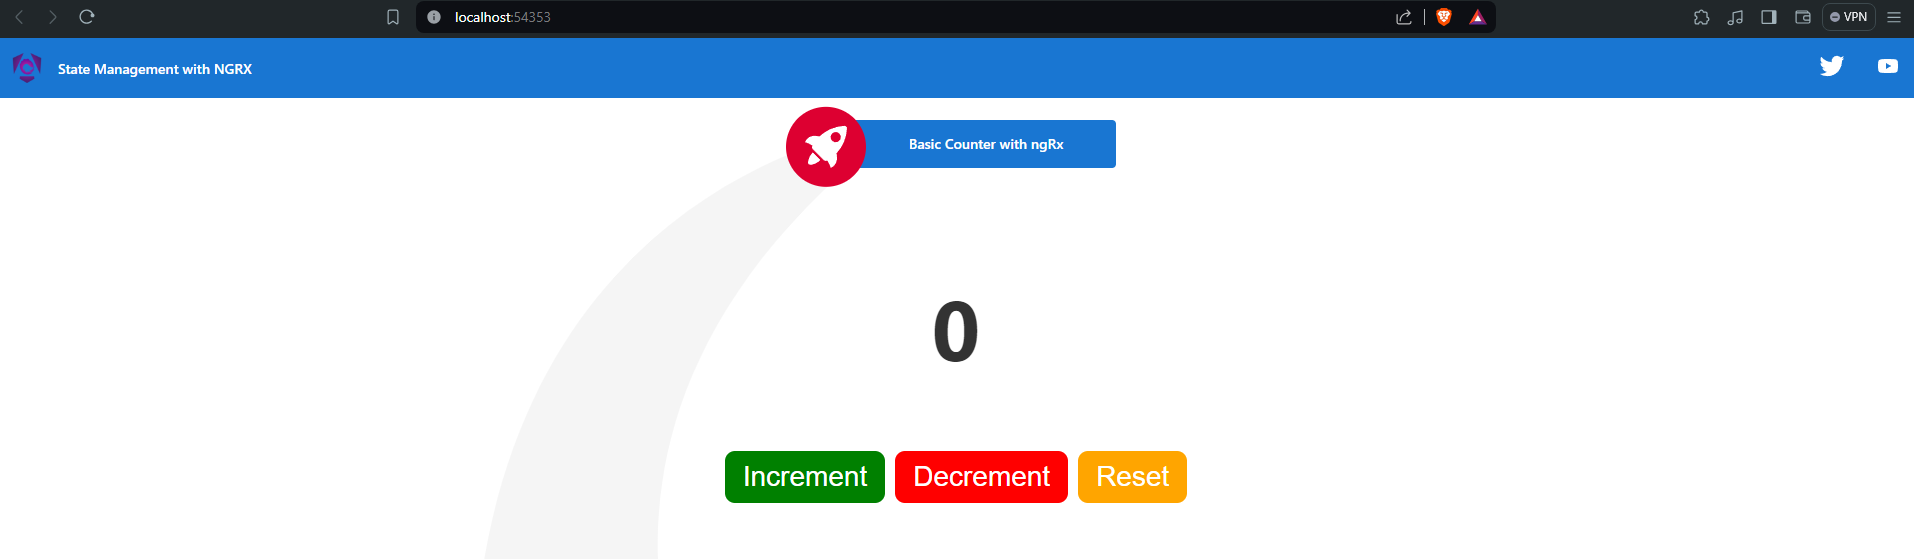 localhost:54353
VPN
State Management with NGRX
Basic Counter with ngRx
0
Increment Decrement Reset